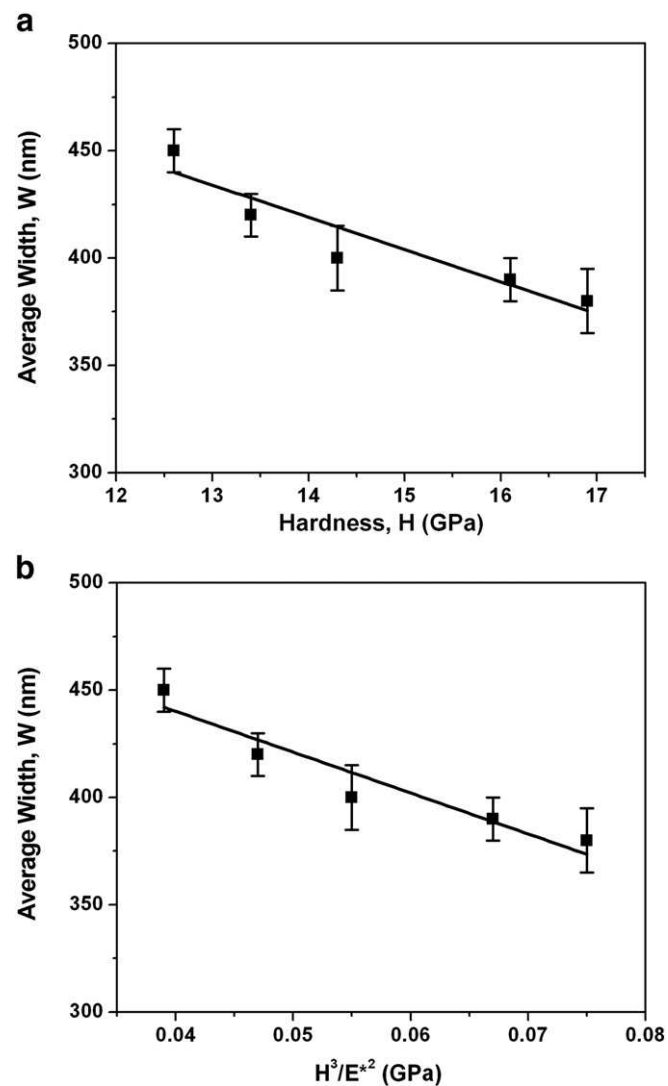 a
500
450
400
350
300
Average Width, W (nm)
12 13 14 15 16 17
Hardness, H (GPa)
b
500
450
400
350
300
Average Width, W (nm)
0.04 0.05 0.06 0.07 0.08
H³/E*² (GPa)